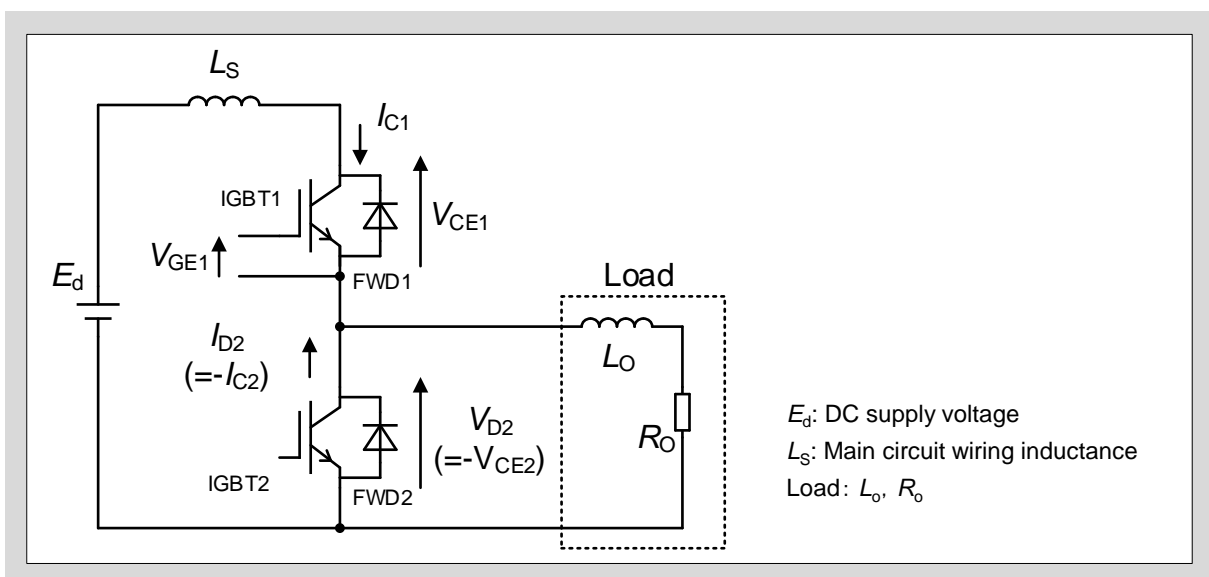 LS
IC1
IGBT1
VCE1
VGE1
FWD1
Ed
Load
ID2
(=-IC2)
LO
VD2
(=-VCE2)
RO
IGBT2
FWD2
Ed: DC supply voltage
LS: Main circuit wiring inductance
Load: Lo, Ro